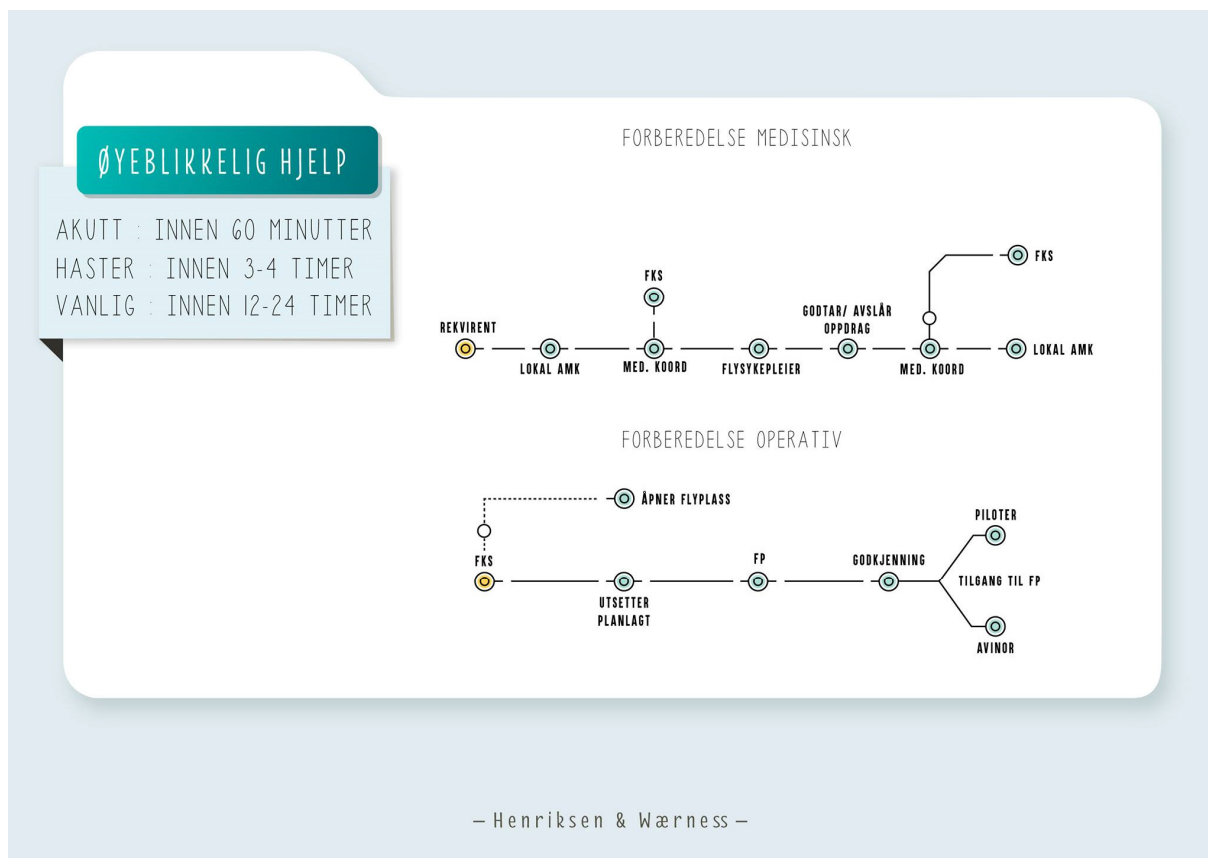 ØYEBLIKKELIG HJELP
AKUTT : INNEN 60 MINUTTER
HASTER : INNEN 3-4 TIMER
VANLIG : INNEN 12-24 TIMER
FORBEREDELSE MEDISINSK
REKVIRENT
LOKAL AMK
FKS
MED. KOORD
FLYSYKEPLEIER
GODTAR/ AVSLÅR
OPPDRAG
MED. KOORD
FKS
LOKAL AMK
FORBEREDELSE OPERATIV
ÅPNER FLYPLASS
FKS
UTSETTER
PLANLAGT
FP
GODKJENNING
PILOTER
TILGANG TIL FP
AVINOR
– Henriksen & Wærness –